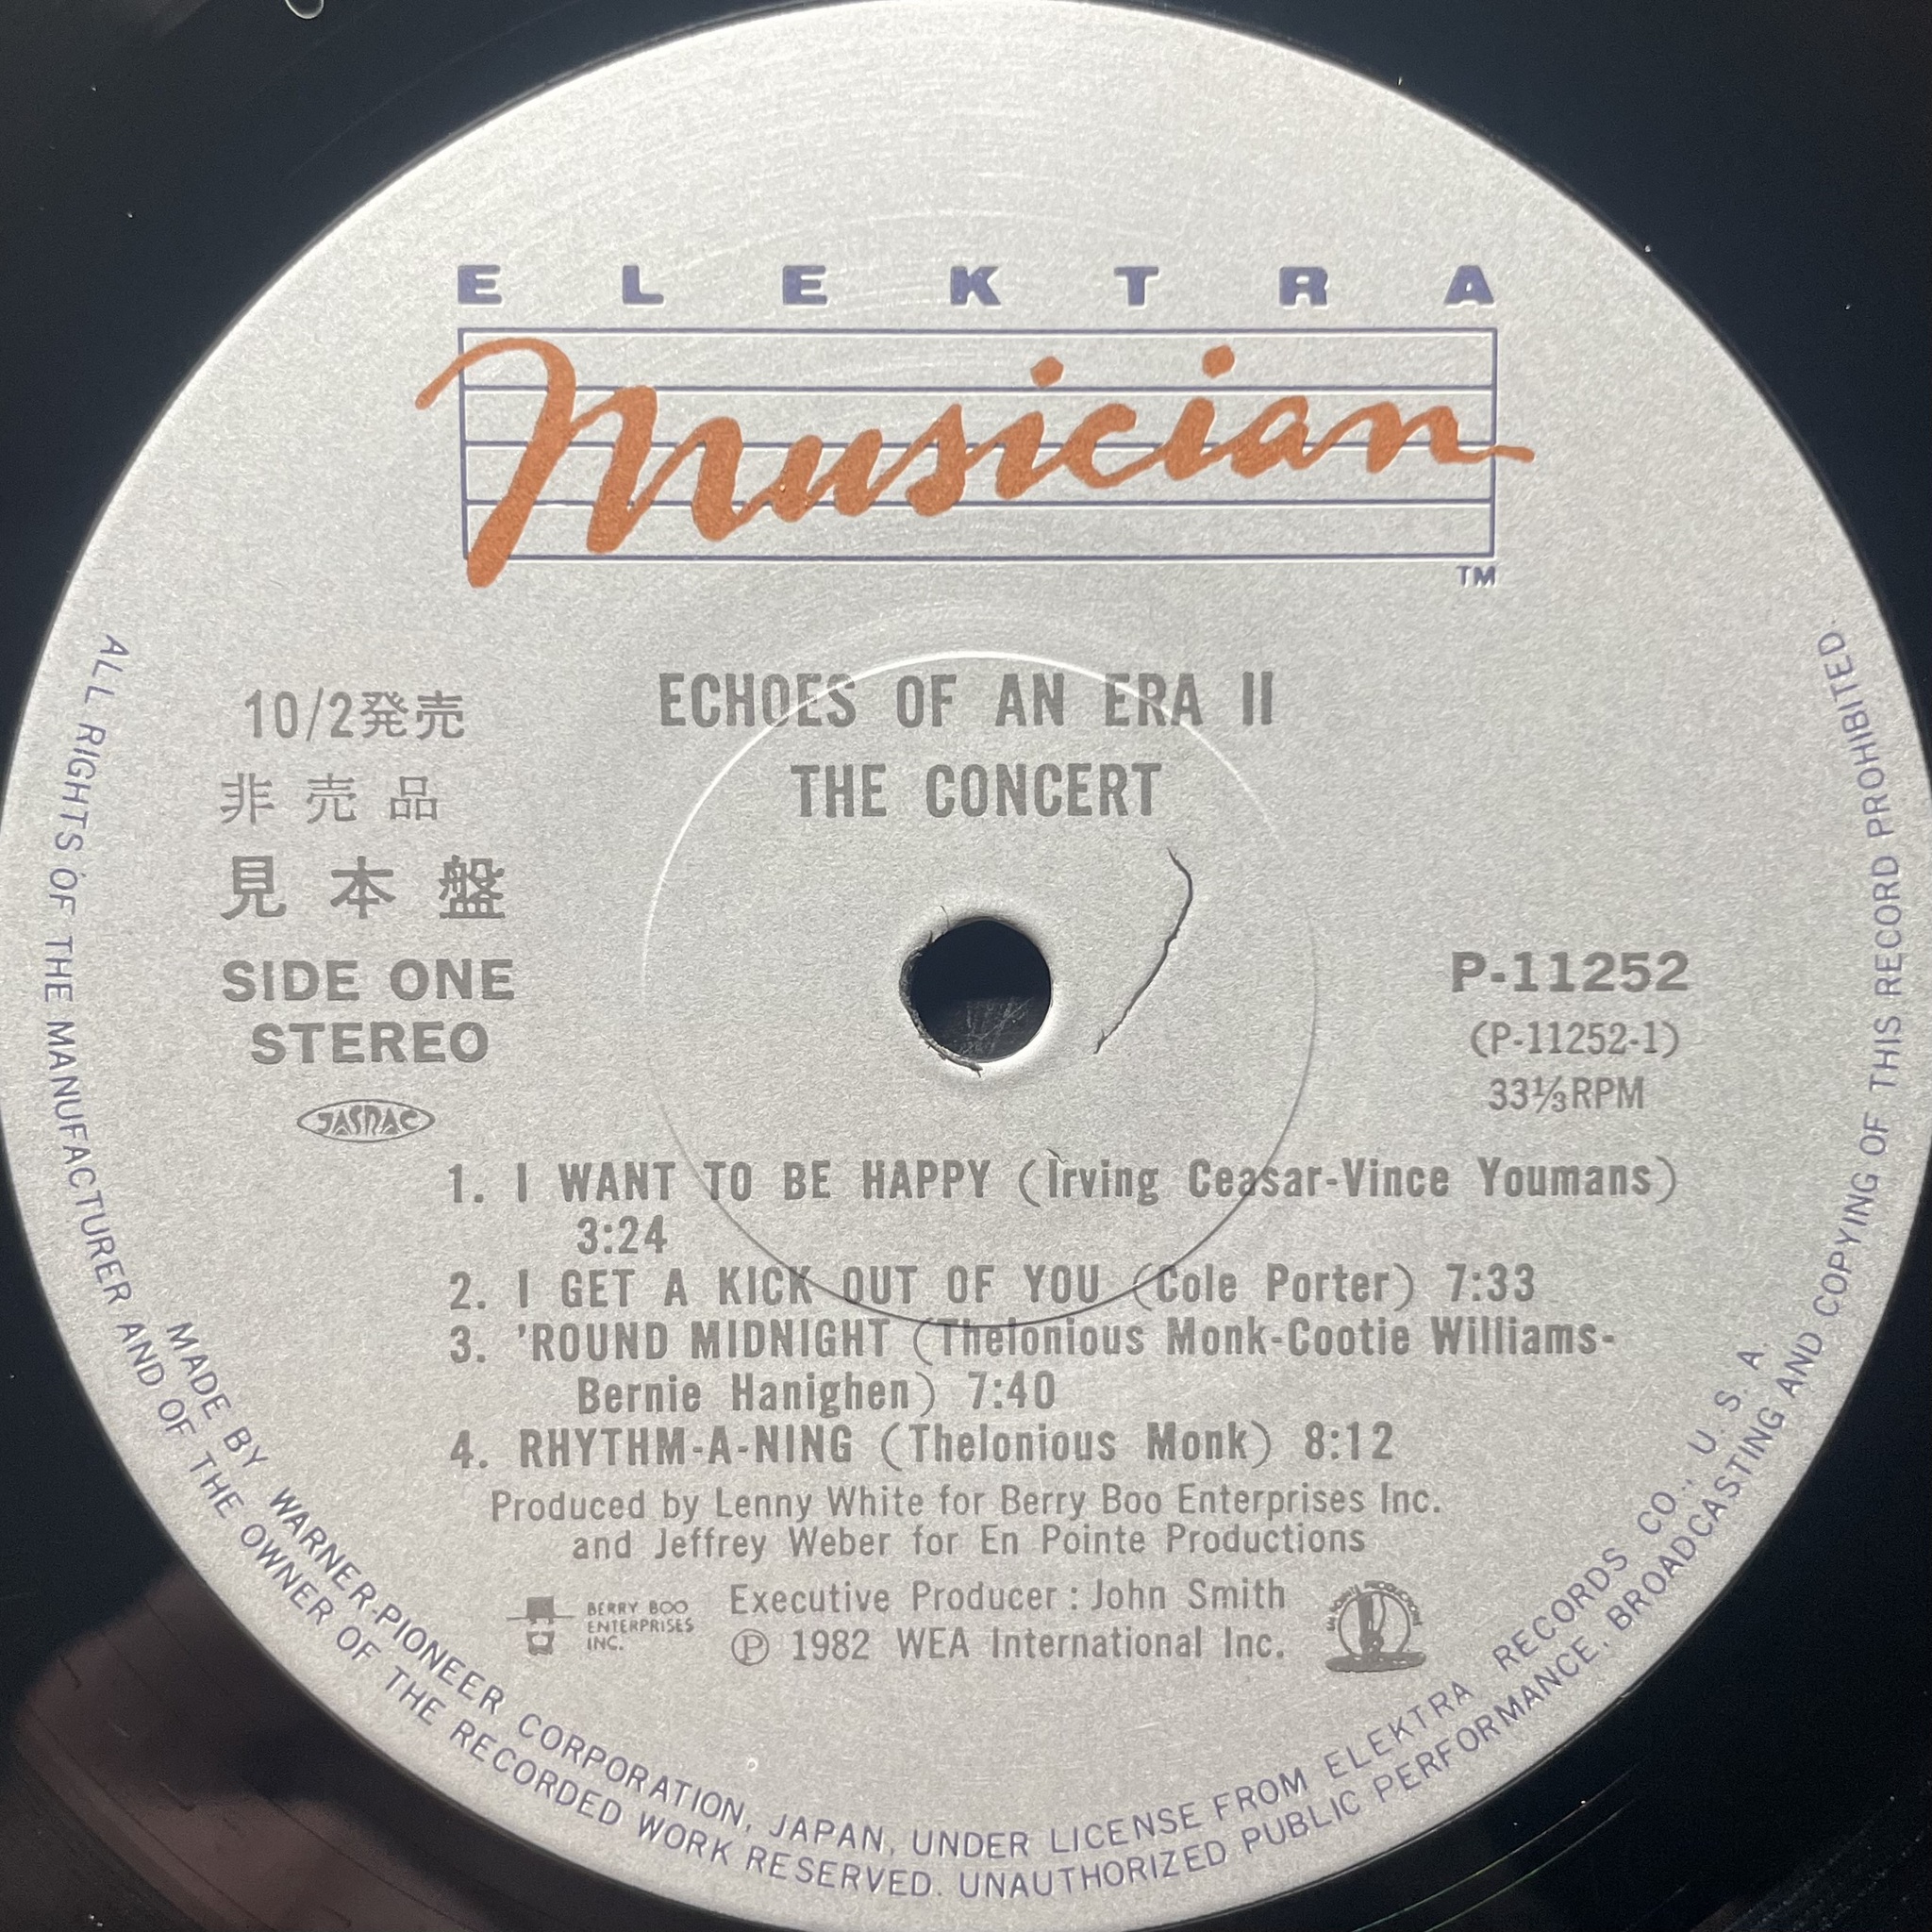 ELEKTRA
Musician
TM
10/2発売
非売品
見本盤
SIDE ONE
STEREO
JASRAC
ECHOES OF AN ERA II
THE CONCERT
P-11252
(P-11252-1)
33⅓RPM
1. I WANT TO BE HAPPY (Irving Ceasar-Vince Youmans)
3:24
2. I GET A KICK OUT OF YOU (Cole Porter) 7:33
3. 'ROUND MIDNIGHT (Thelonious Monk-Cootie Williams-
Bernie Hanighen) 7:40
4. RHYTHM-A-NING (Thelonious Monk) 8:12
Produced by Lenny White for Berry Boo Enterprises Inc.
and Jeffrey Weber for En Pointe Productions
BERRY BOO
ENTERPRISES
INC.
Executive Producer : John Smith
Ⓟ 1982 WEA International Inc.
MADE BY WARNER-PIONEER CORPORATION, JAPAN, UNDER LICENSE FROM ELEKTRA RECORDS CO., U. S. A.
ALL RIGHTS OF THE MANUFACTURER AND OF THE OWNER OF THE RECORDED WORK RESERVED. UNAUTHORIZED PUBLIC PERFORMANCE, BROADCASTING AND COPYING OF THIS RECORD PROHIBITED.